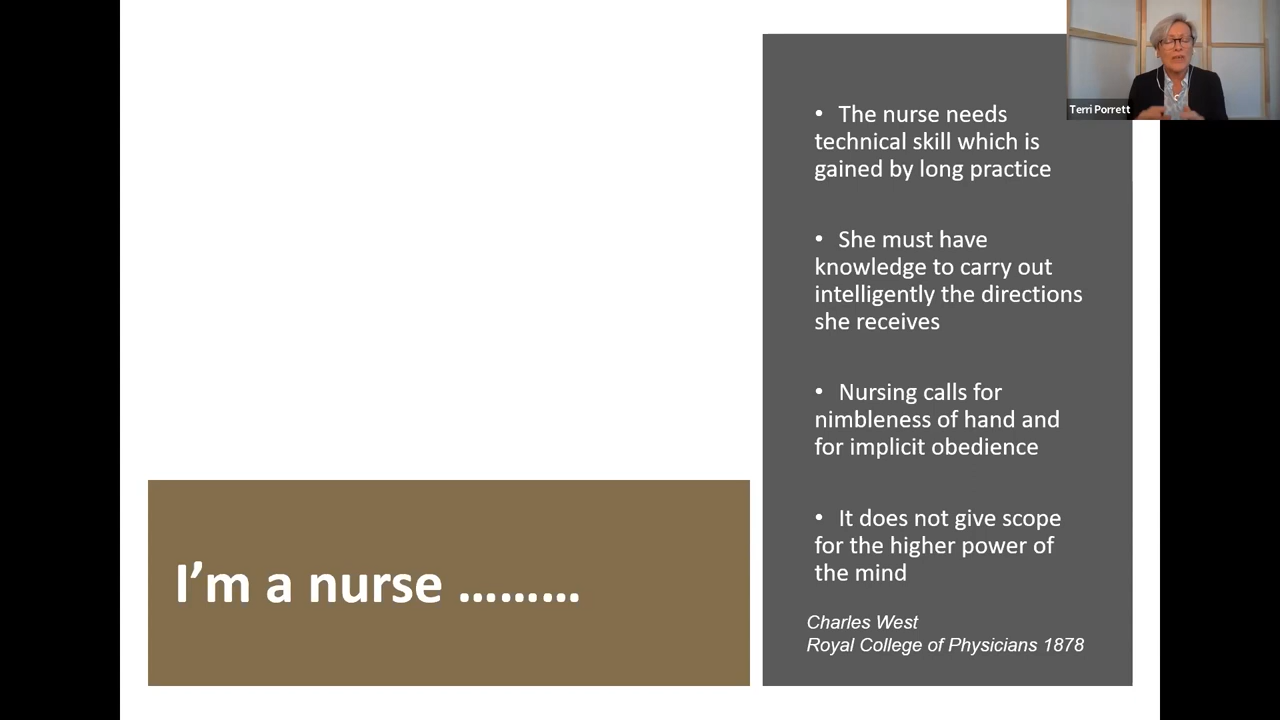 • The nurse needs
technical skill which is
gained by long practice
• She must have
knowledge to carry out
intelligently the directions
she receives
• Nursing calls for
nimbleness of hand and
for implicit obedience
• It does not give scope
for the higher power of
the mind
Charles West
Royal College of Physicians 1878
I’m a nurse ………
Terri Porrett